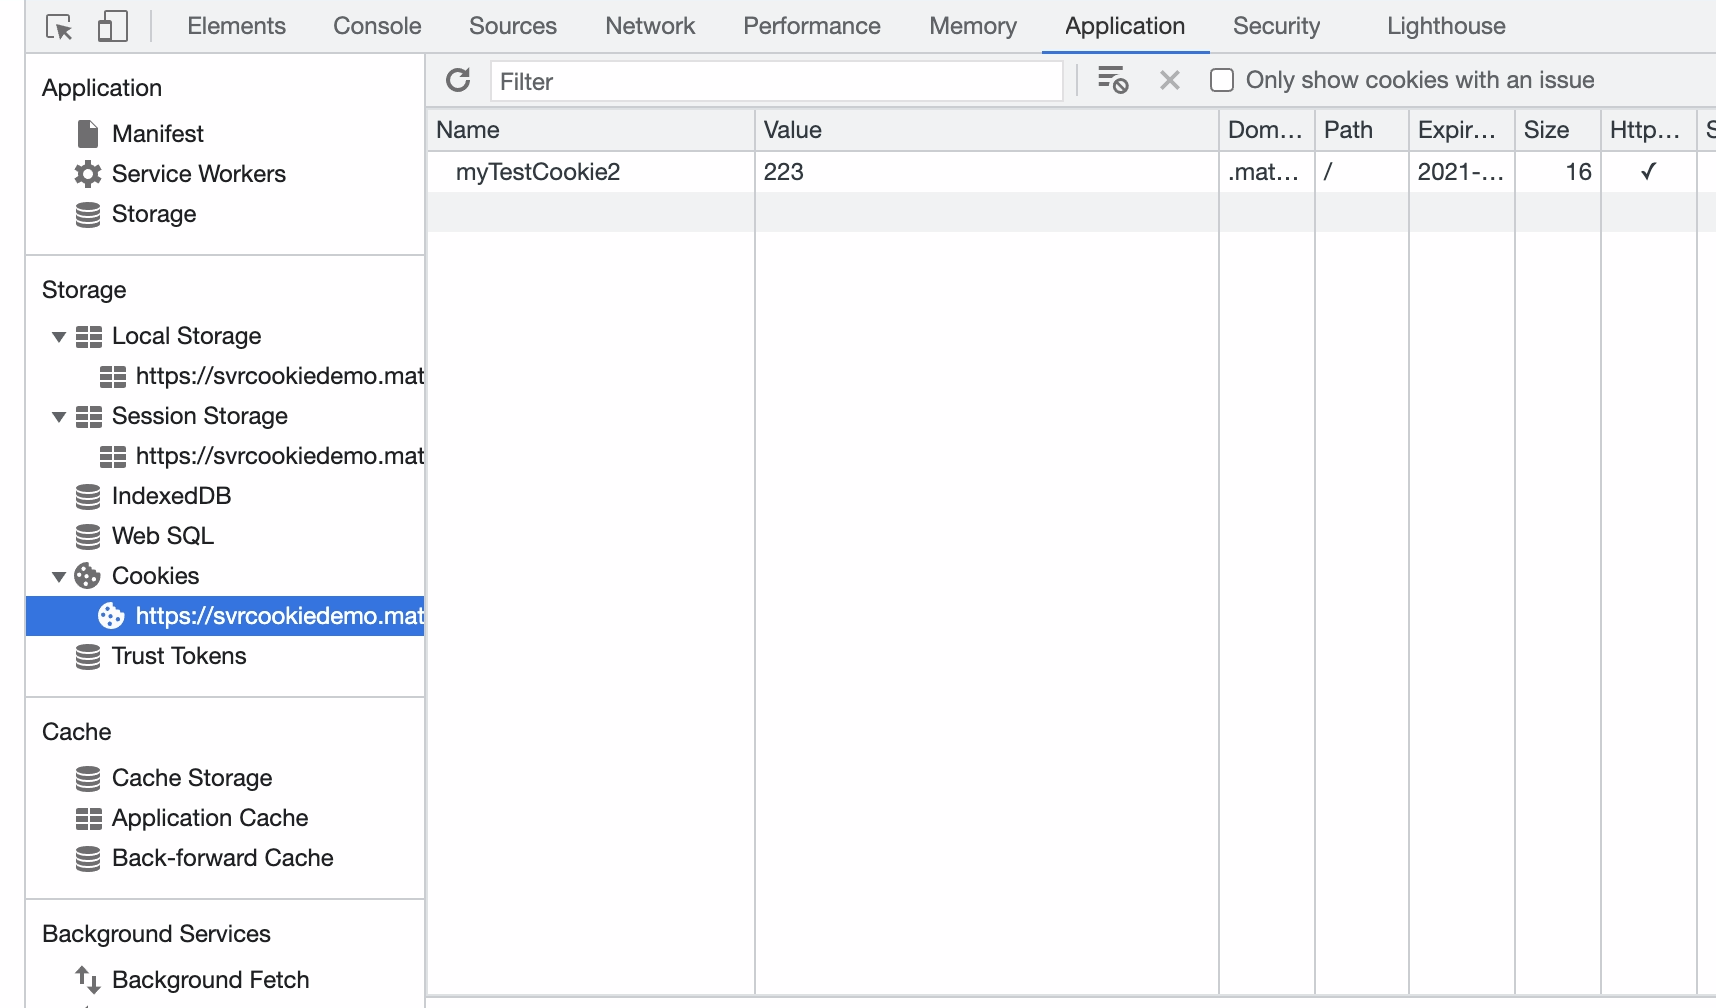 Elements Console Sources Network Performance Memory Application Security Lighthouse
Application
Manifest
Service Workers
Storage
Storage
Local Storage
https://svrcookiedemo.mat
Session Storage
https://svrcookiedemo.mat
IndexedDB
Web SQL
Cookies
https://svrcookiedemo.mat
Trust Tokens
Cache
Cache Storage
Application Cache
Back-forward Cache
Background Services
Background Fetch
Filter Only show cookies with an issue
Name Value Dom... Path Expir... Size Http... S
myTestCookie2 223 .mat... / 2021-... 16 ✓